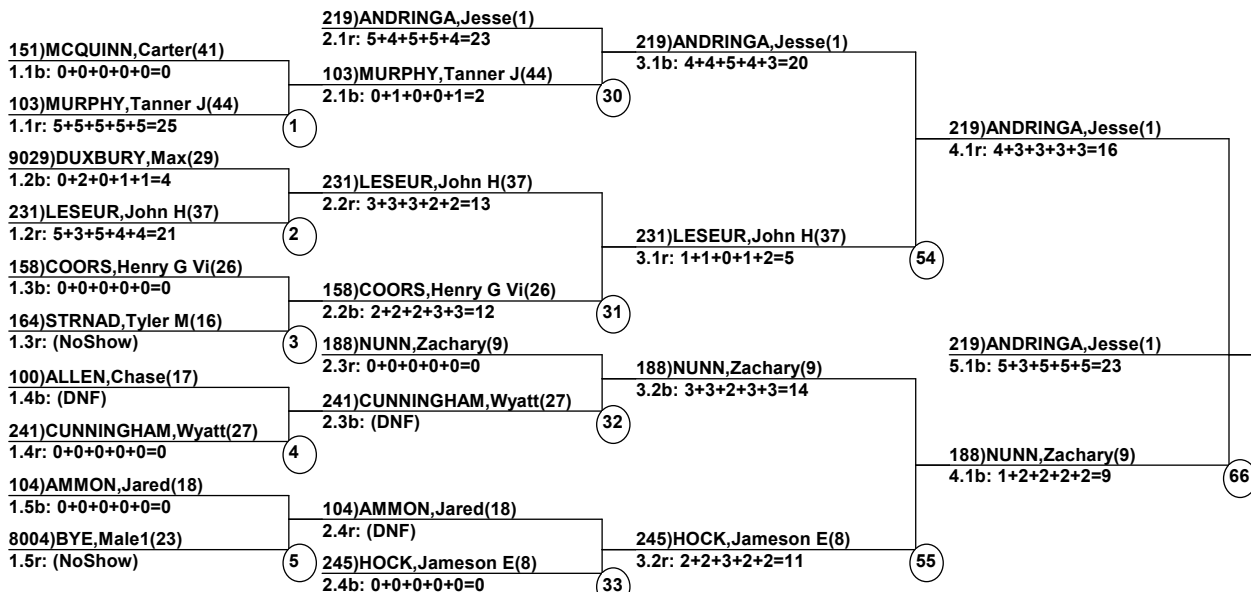 151)MCQUINN,Carter(41)
1.1b: 0+0+0+0+0=0
103)MURPHY,Tanner J(44)
1.1r: 5+5+5+5+5=25
1
9029)DUXBURY,Max(29)
1.2b: 0+2+0+1+1=4
231)LESEUR,John H(37)
1.2r: 5+3+5+4+4=21
2
158)COORS,Henry G Vi(26)
1.3b: 0+0+0+0+0=0
164)STRNAD,Tyler M(16)
1.3r: (NoShow)
3
100)ALLEN,Chase(17)
1.4b: (DNF)
241)CUNNINGHAM,Wyatt(27)
1.4r: 0+0+0+0+0=0
4
104)AMMON,Jared(18)
1.5b: 0+0+0+0+0=0
8004)BYE,Male1(23)
1.5r: (NoShow)
5
219)ANDRINGA,Jesse(1)
2.1r: 5+4+5+5+4=23
103)MURPHY,Tanner J(44)
2.1b: 0+1+0+0+1=2
30
231)LESEUR,John H(37)
2.2r: 3+3+3+2+2=13
158)COORS,Henry G Vi(26)
2.2b: 2+2+2+3+3=12
31
188)NUNN,Zachary(9)
2.3r: 0+0+0+0+0=0
241)CUNNINGHAM,Wyatt(27)
2.3b: (DNF)
32
104)AMMON,Jared(18)
2.4r: (DNF)
245)HOCK,Jameson E(8)
2.4b: 0+0+0+0+0=0
33
219)ANDRINGA,Jesse(1)
3.1b: 4+4+5+4+3=20
231)LESEUR,John H(37)
3.1r: 1+1+0+1+2=5
54
188)NUNN,Zachary(9)
3.2b: 3+3+2+3+3=14
245)HOCK,Jameson E(8)
3.2r: 2+2+3+2+2=11
55
219)ANDRINGA,Jesse(1)
4.1r: 4+3+3+3+3=16
219)ANDRINGA,Jesse(1)
5.1b: 5+3+5+5+5=23
188)NUNN,Zachary(9)
4.1b: 1+2+2+2+2=9
66